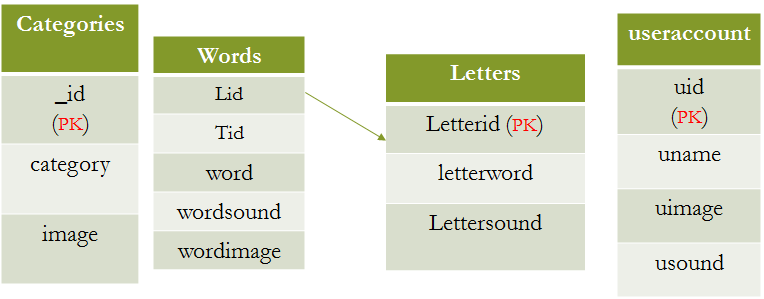 Categories
_id
(PK)
category
image
Words
Lid
Tid
word
wordsound
wordimage
Letters
Letterid (PK)
letterword
Lettersound
useraccount
uid
(PK)
uname
uimage
usound